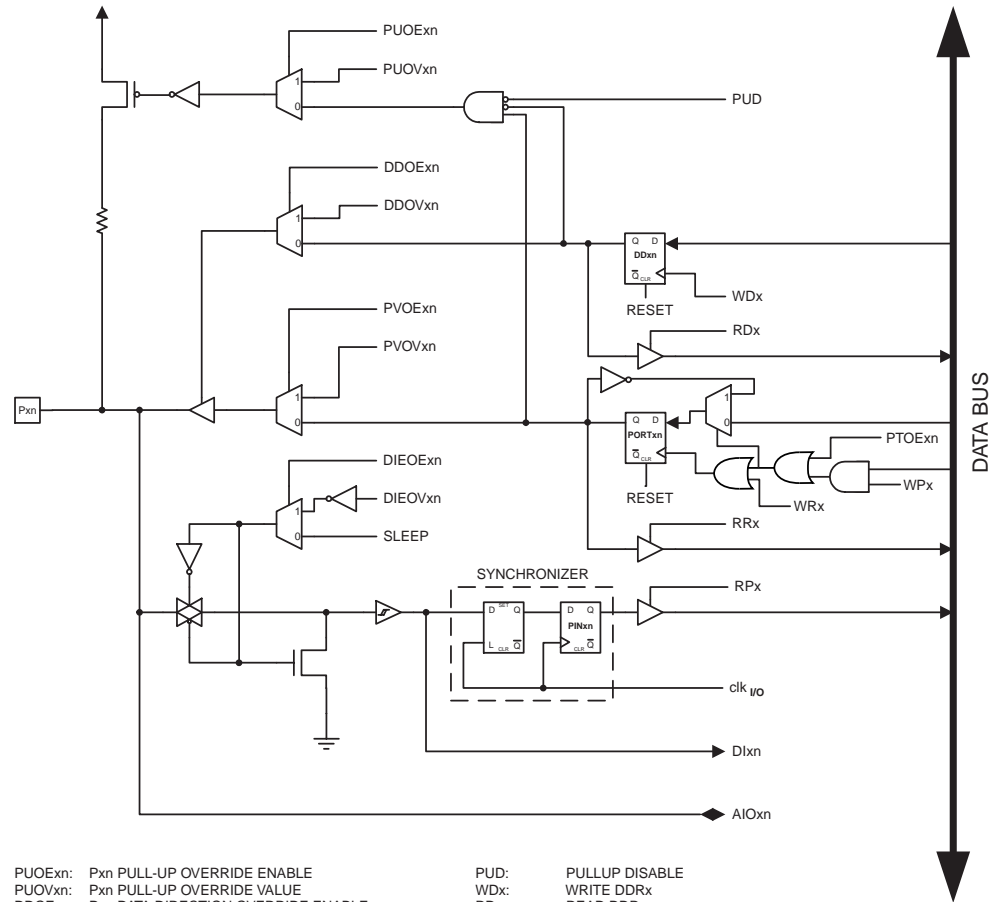 PUOExn
PUOVxn
1
0
PUD
DDOExn
DDOVxn
1
0
Q D
DDxn
Q CLR
WDx
RESET
RDx
PVOExn
PVOVxn
Pxn
1
0
1
0
Q D
PORTxn
Q CLR
PTOExn
WPx
RESET
WRx
RRx
DATA BUS
DIEOExn
DIEOVxn
1
0
SLEEP
SYNCHRONIZER
D SET Q
L CLR Q
D Q
PINxn
CLR Q
RPx
clk I/O
DIxn
AIOxn
PUOExn: Pxn PULL-UP OVERRIDE ENABLE
PUOVxn: Pxn PULL-UP OVERRIDE VALUE
PUD: PULLUP DISABLE
WDx: WRITE DDRx